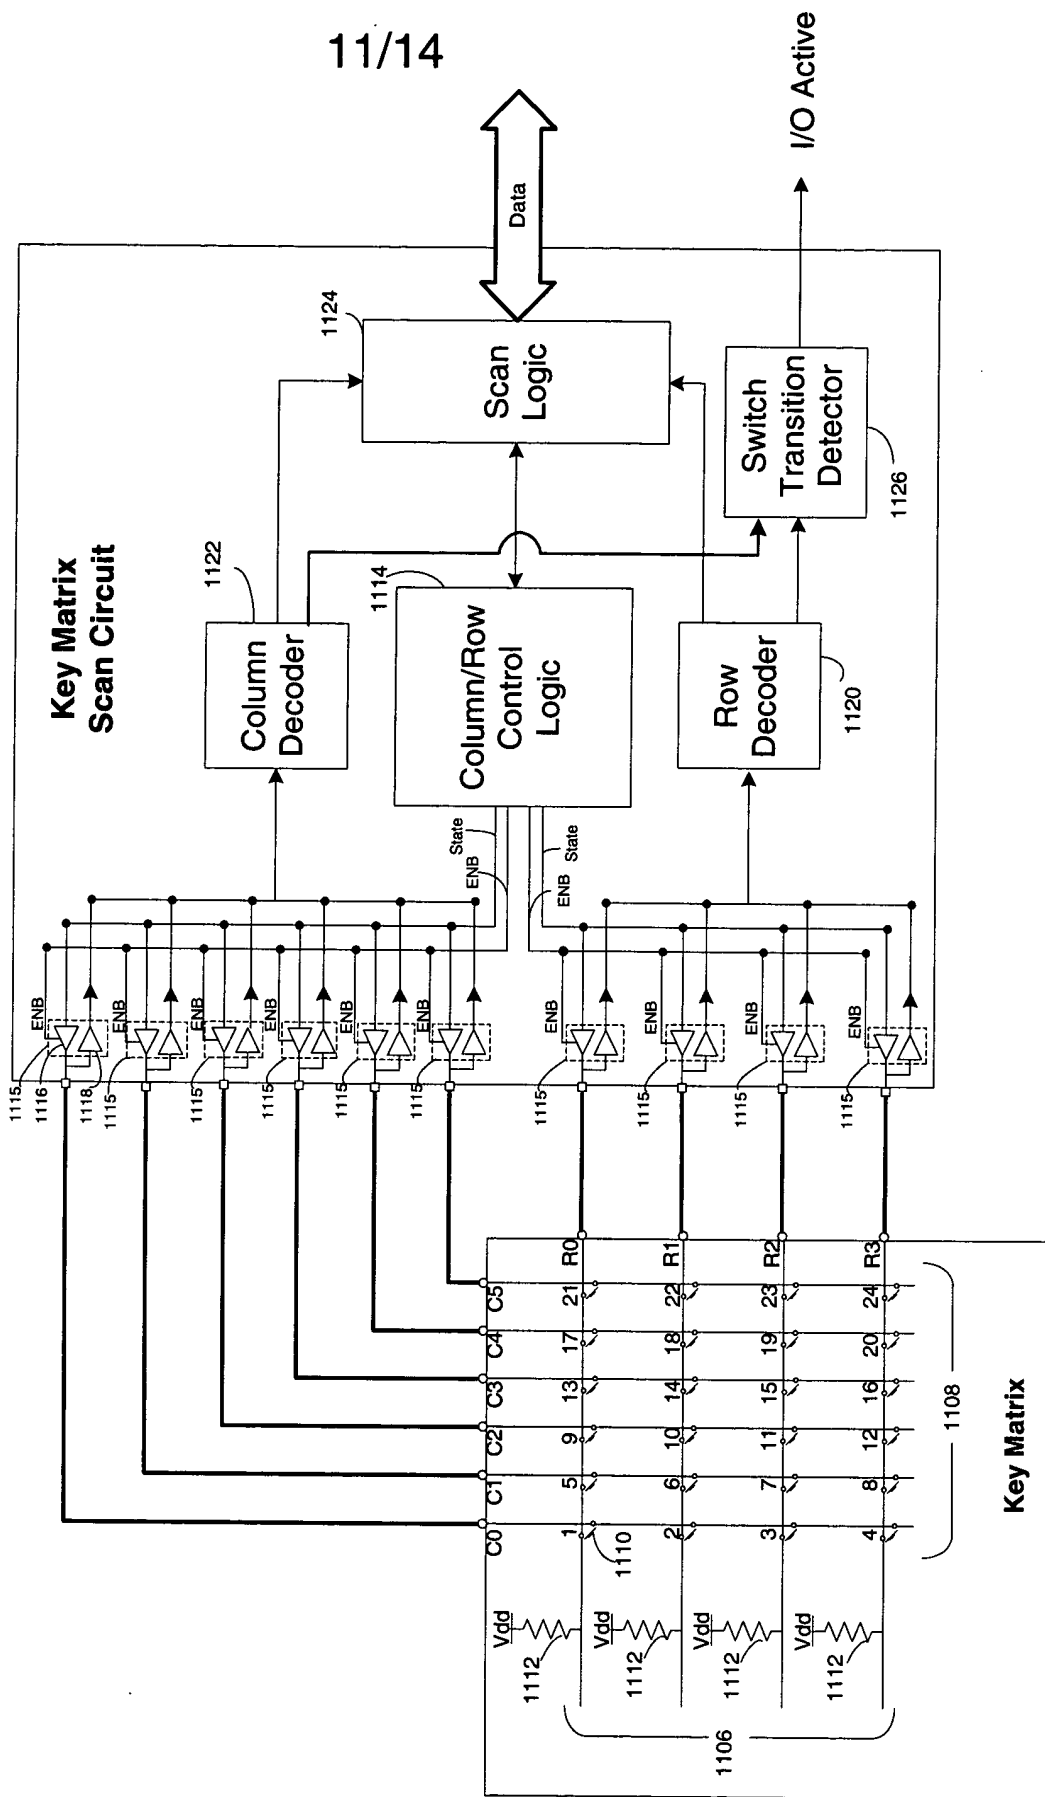 11/14
I/O Active
Data
Key Matrix
Scan Circuit
1124
Scan
Logic
Switch
Transition
Detector
1126
1122
Column
Decoder
1114
Column/Row
Control
Logic
Row
Decoder
1120
State
ENB
ENB
State
ENB
ENB
ENB
ENB
ENB
ENB
ENB
ENB
ENB
ENB
1115
1116
1118
1115
1115
1115
1115
1115
1115
1115
1115
1115
C0
C1
C2
C3
C4
C5
R0
R1
R2
R3
1 5 9 13 17 21
2 6 10 14 18 22
3 7 11 15 19 23
4 8 12 16 20 24
1110
Vdd
Vdd
Vdd
Vdd
1112
1112
1112
1112
1106
1108
Key Matrix